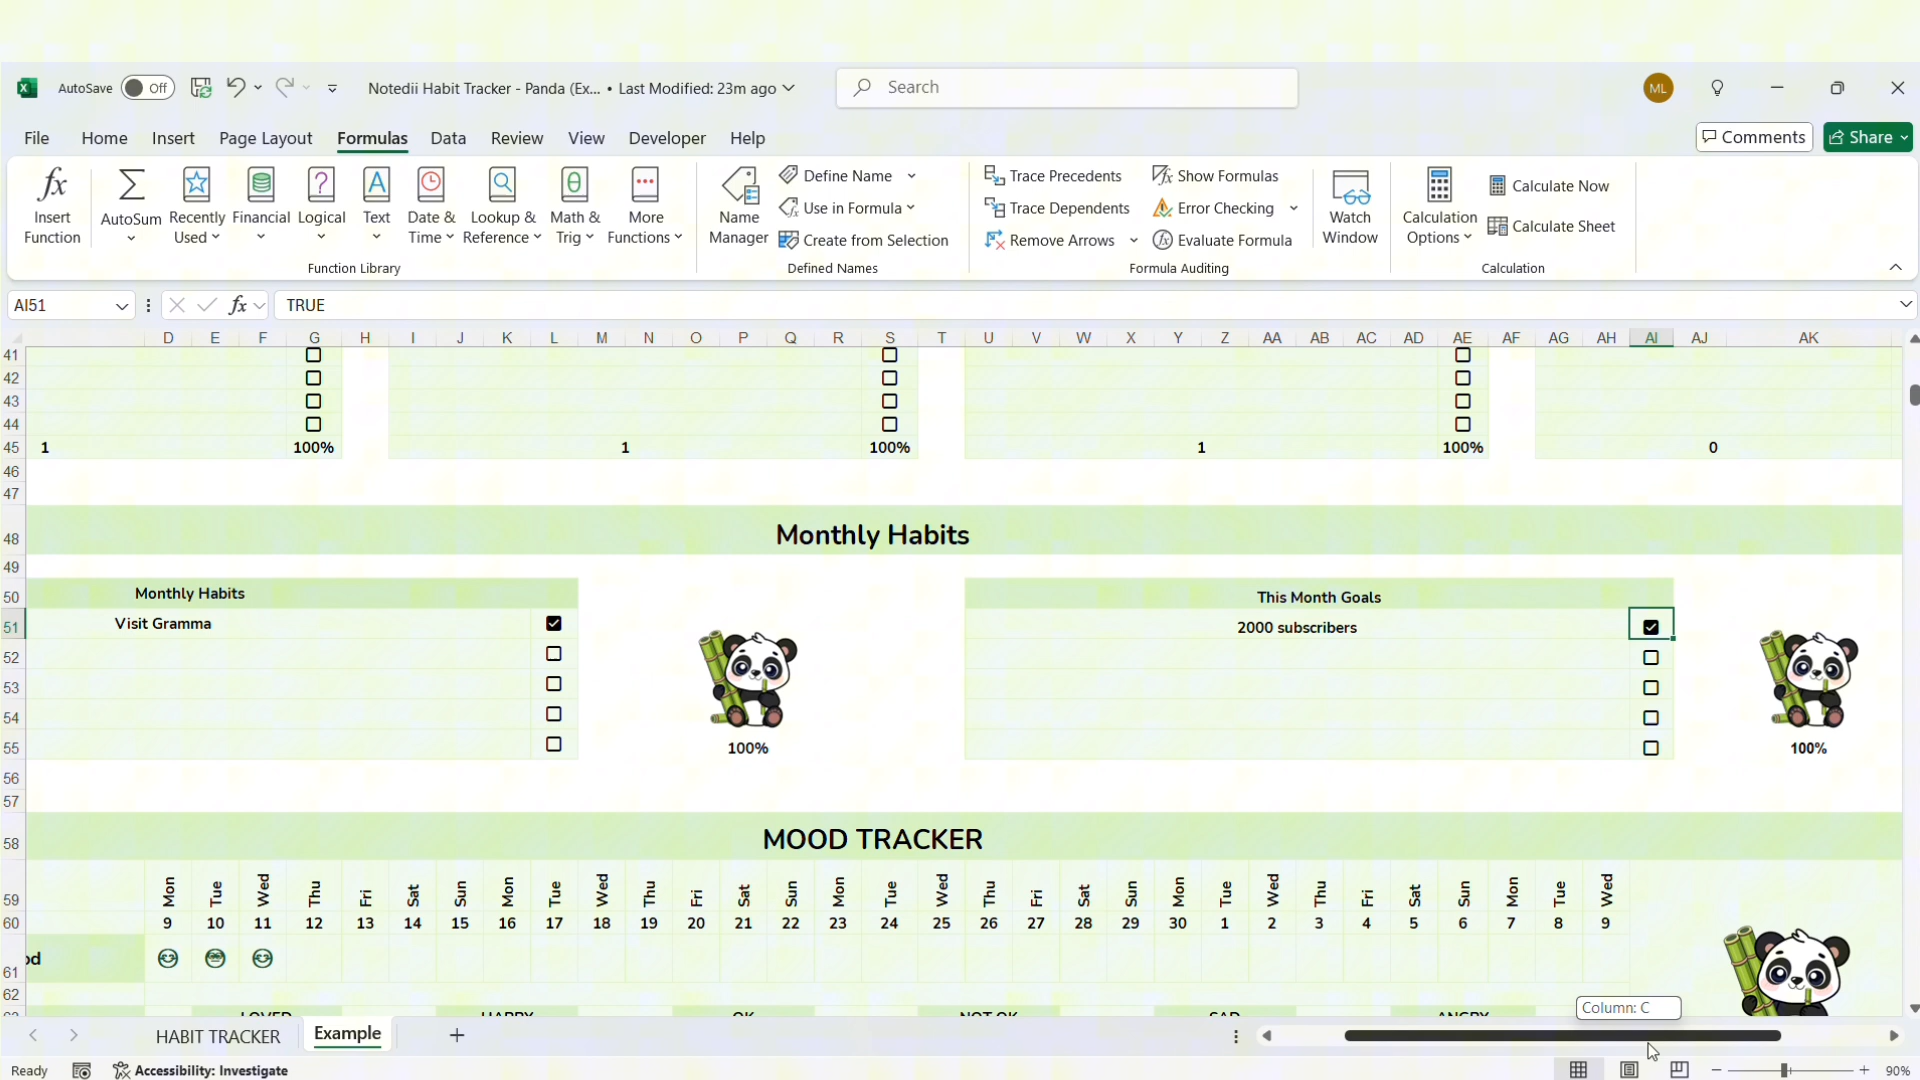 AutoSave Off Notedii Habit Tracker - Panda (Ex... • Last Modified: 23m ago Search ML
File Home Insert Page Layout Formulas Data Review View Developer Help Comments Share
Insert Function AutoSum Recently Used Financial Logical Text Date & Time Lookup & Reference Math & Trig More Functions
Function Library
Name Manager
Define Name
Use in Formula
Create from Selection
Defined Names
Trace Precedents Show Formulas
Trace Dependents Error Checking
Remove Arrows Evaluate Formula
Formula Auditing
Watch Window
Calculation Options
Calculate Now
Calculate Sheet
Calculation
AI51 fx TRUE
D E F G H I J K L M N O P Q R S T U V W X Y Z AA AB AC AD AE AF AG AH AI AJ AK
41
42
43
44
45 1 100% 1 100% 1 100% 0
46
47
48 Monthly Habits
49
50 Monthly Habits This Month Goals
51 Visit Gramma 2000 subscribers
52
53
54
55 100% 100%
56
57
58 MOOD TRACKER
59 Mon Tue Wed Thu Fri Sat Sun Mon Tue Wed Thu Fri Sat Sun Mon Tue Wed Thu Fri Sat Sun Mon Tue Wed Thu Fri Sat Sun Mon Tue Wed
60 9 10 11 12 13 14 15 16 17 18 19 20 21 22 23 24 25 26 27 28 29 30 1 2 3 4 5 6 7 8 9
61 od
62
LOVED HAPPY OK NOT OK SAD ANGRY
Column: C
HABIT TRACKER Example
Ready Accessibility: Investigate 90%